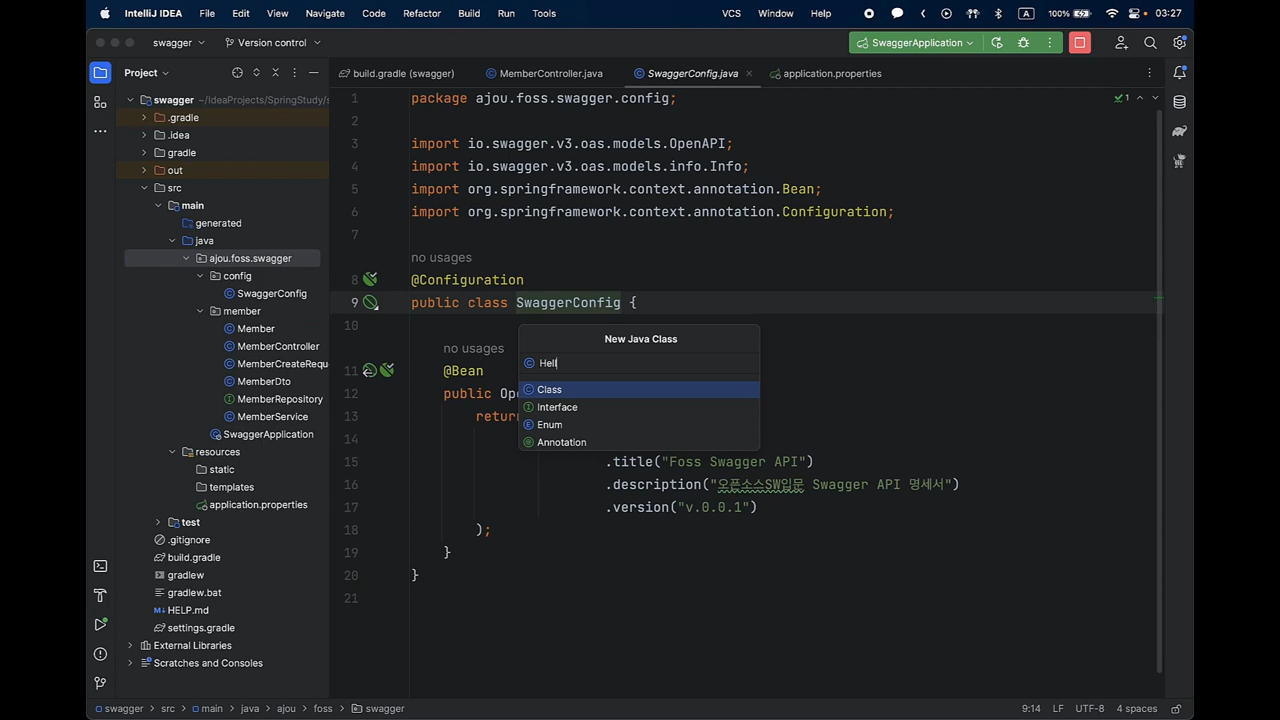 IntelliJ IDEA File Edit View Navigate Code Refactor Build Run Tools VCS Window Help A 100% 03:27
swagger Version control SwaggerApplication
Project
build.gradle (swagger) MemberController.java SwaggerConfig.java application.properties
swagger ~/IdeaProjects/SpringStudy/s
.gradle
.idea
gradle
out
src
main
generated
java
ajou.foss.swagger
config
SwaggerConfig
member
Member
MemberController
MemberCreateRequ
MemberDto
MemberRepository
MemberService
SwaggerApplication
resources
static
templates
application.properties
test
.gitignore
build.gradle
gradlew
gradlew.bat
HELP.md
settings.gradle
External Libraries
Scratches and Consoles
1 package ajou.foss.swagger.config;
2
3 import io.swagger.v3.oas.models.OpenAPI;
4 import io.swagger.v3.oas.models.info.Info;
5 import org.springframework.context.annotation.Bean;
6 import org.springframework.context.annotation.Configuration;
7
no usages
8 @Configuration
9 public class SwaggerConfig {
10
no usages
11 @Bean
12 public Op
13 return
14
15 .title("Foss Swagger API")
16 .description("오픈소스SW입문 Swagger API 명세서")
17 .version("v.0.0.1")
18 );
19 }
20 }
21
1
New Java Class
Hell
Class
Interface
Enum
Annotation
swagger > src > main > java > ajou > foss > swagger 9:14 LF UTF-8 4 spaces